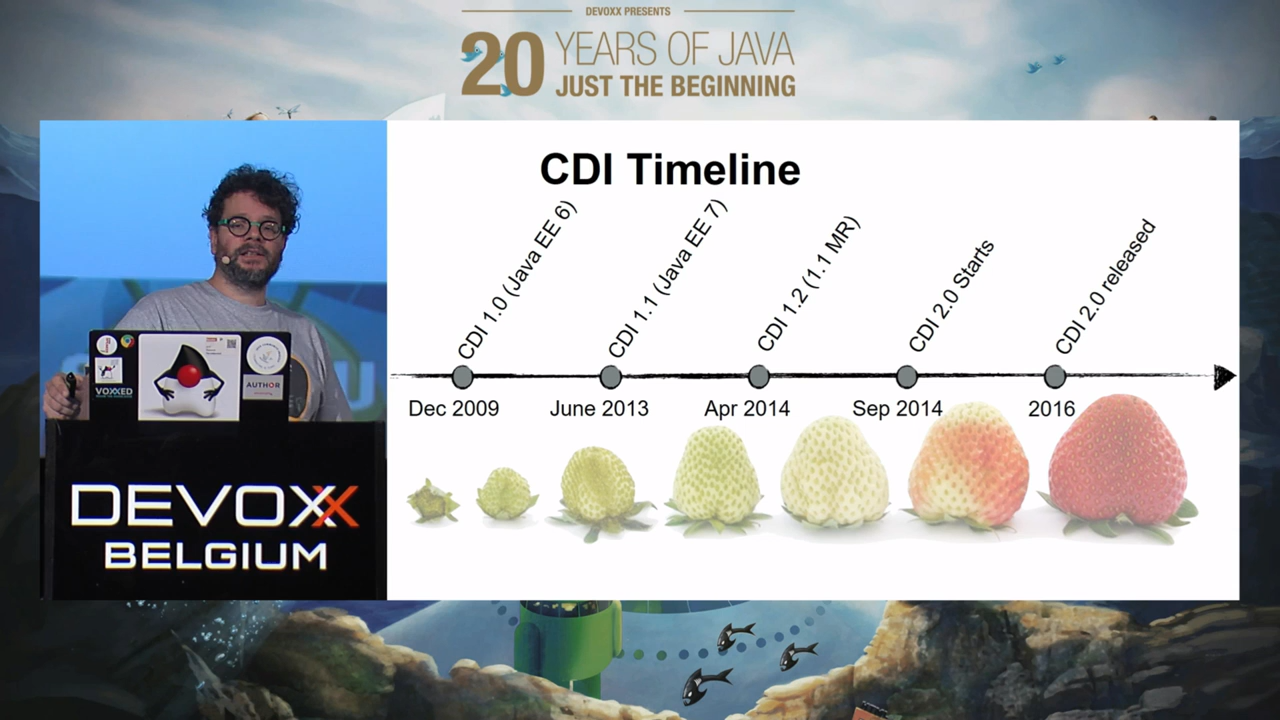 DEVOXX PRESENTS
20 YEARS OF JAVA
JUST THE BEGINNING
CDI Timeline
CDI 1.0 (Java EE 6)
CDI 1.1 (Java EE 7)
CDI 1.2 (1.1 MR)
CDI 2.0 Starts
CDI 2.0 released
Dec 2009
June 2013
Apr 2014
Sep 2014
2016
VOXXED
AUTHOR
DEVOXX
BELGIUM